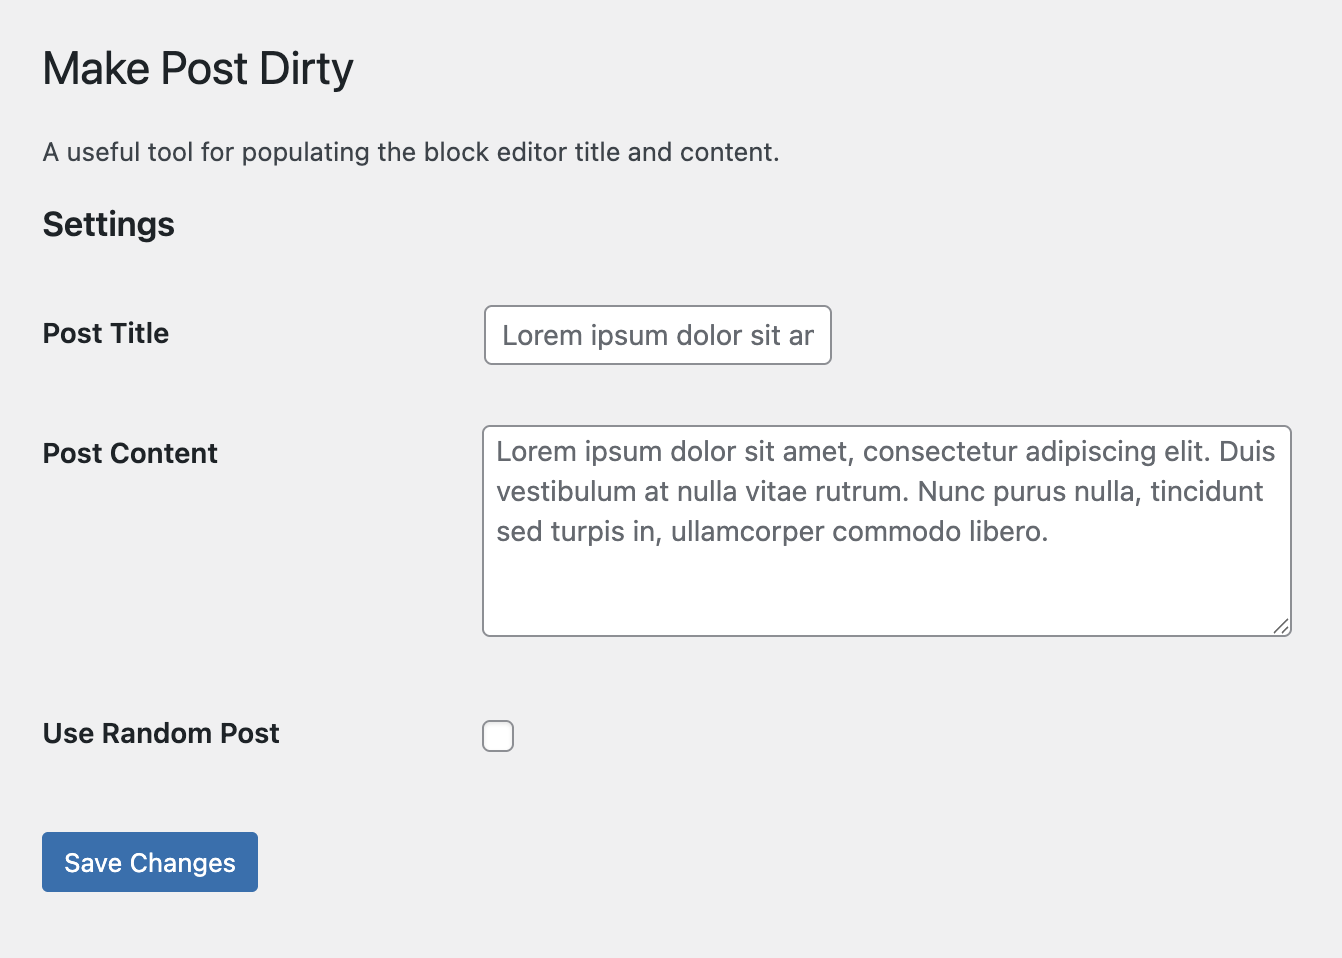 Make Post Dirty
A useful tool for populating the block editor title and content.
Settings
Post Title
Lorem ipsum dolor sit
Post Content
Lorem ipsum dolor sit amet, consectetur adipiscing elit. Duis
vestibulum at nulla vitae rutrum. Nunc purus nulla, tincidunt
sed turpis in, ullamcorper commodo libero.
Use Random Post
Save Changes